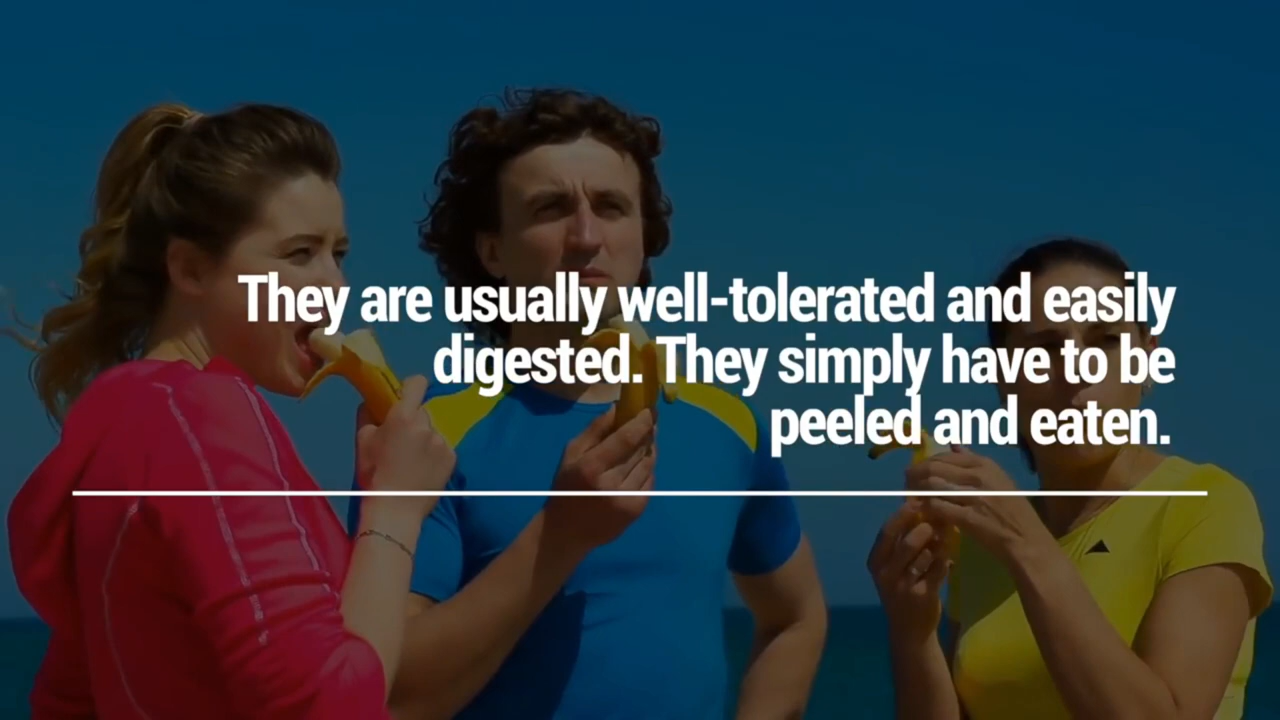 They are usually well-tolerated and easily
digested. They simply have to be
peeled and eaten.